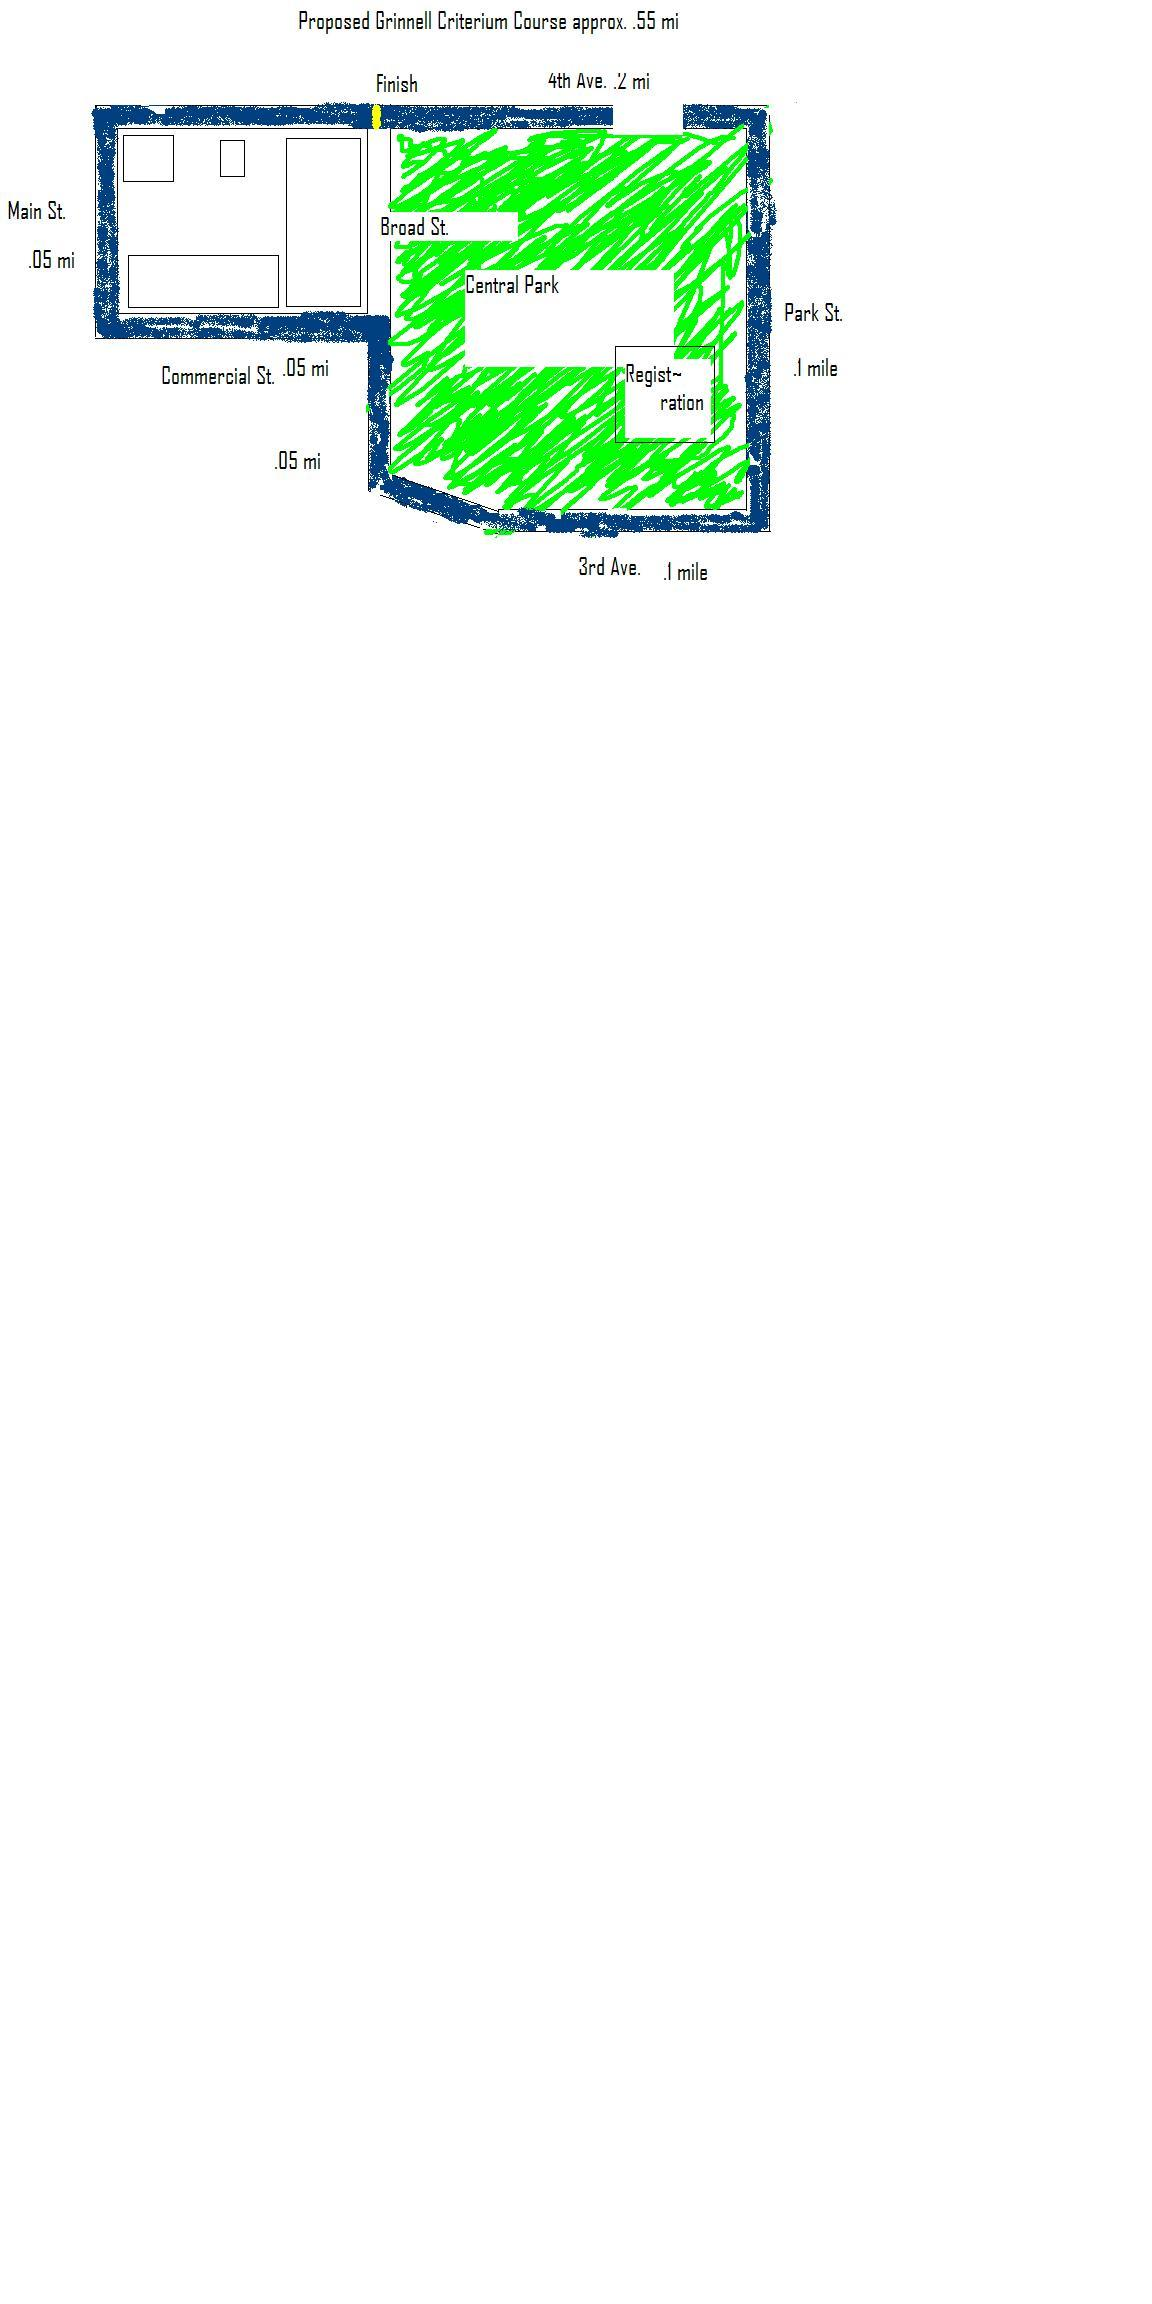 Proposed Grinnell Criterium Course approx. .55 mi
Finish
4th Ave. .2 mi
Main St.
.05 mi
Broad St.
Central Park
Park St.
.1 mile
Commercial St. .05 mi
Regist~
ration
.05 mi
3rd Ave. .1 mile